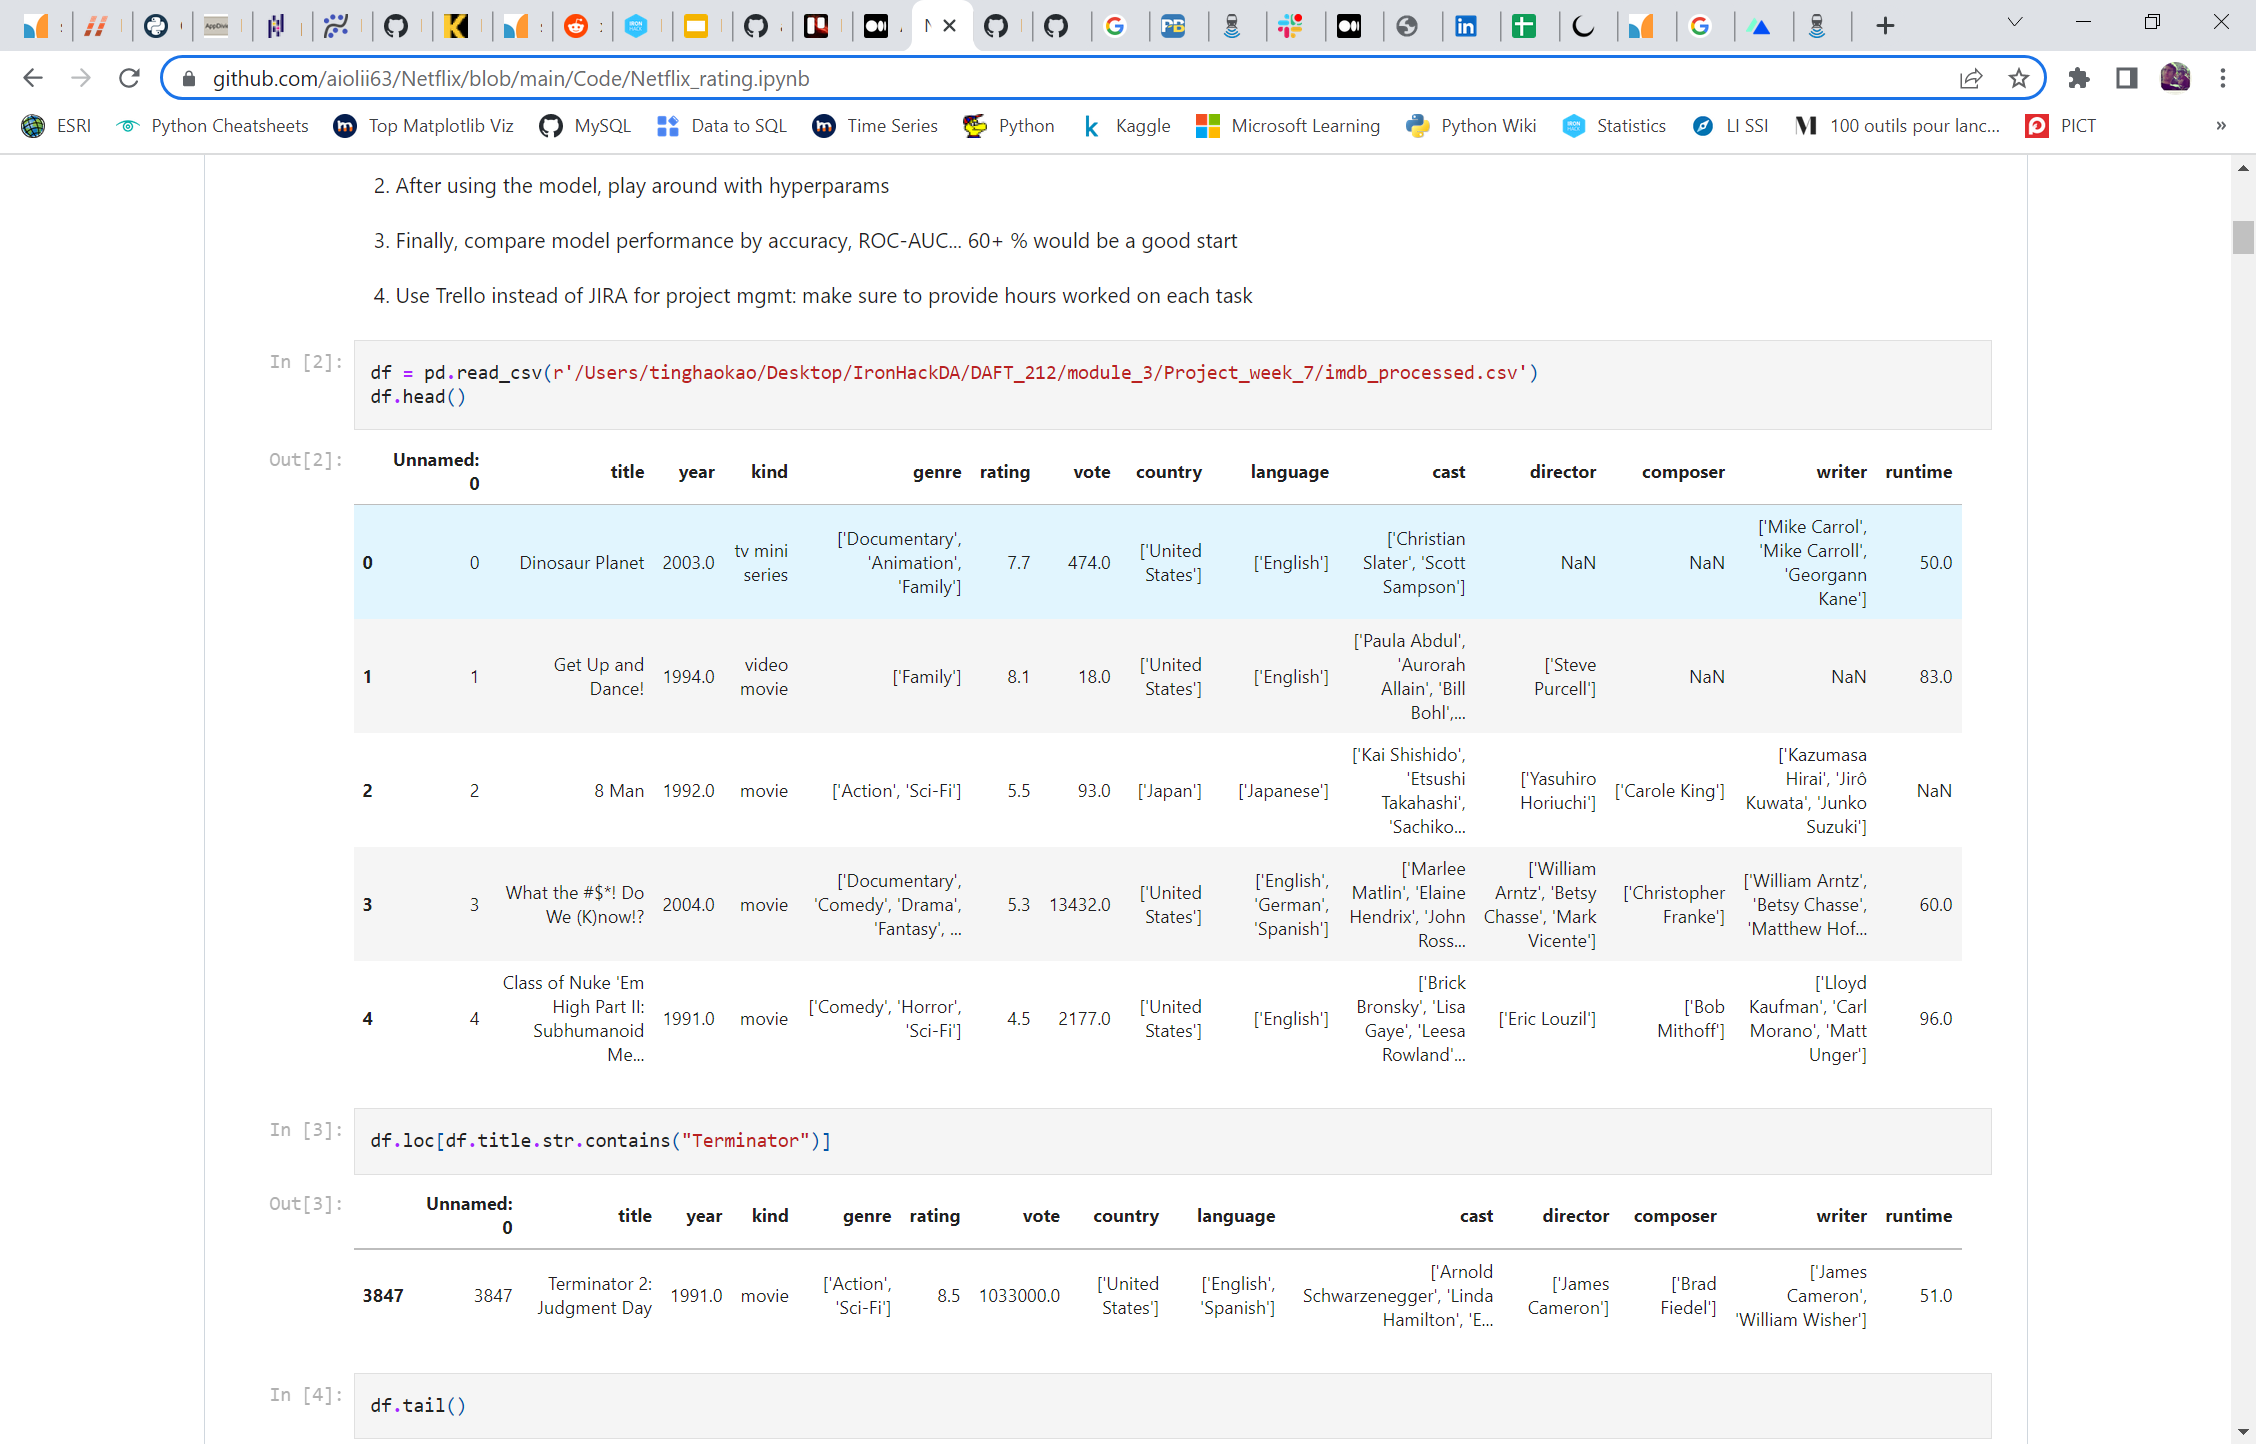 github.com/aiolii63/Netflix/blob/main/Code/Netflix_rating.ipynb
ESRI Python Cheatsheets Top Matplotlib Viz MySQL Data to SQL Time Series Python Kaggle Microsoft Learning Python Wiki Statistics LI SSI 100 outils pour lanc... PICT »
2. After using the model, play around with hyperparams
3. Finally, compare model performance by accuracy, ROC-AUC... 60+ % would be a good start
4. Use Trello instead of JIRA for project mgmt: make sure to provide hours worked on each task
In [2]:
df = pd.read_csv(r'/Users/tinghaokao/Desktop/IronHackDA/DAFT_212/module_3/Project_week_7/imdb_processed.csv')
df.head()
Out[2]:
Unnamed: 0 title year kind genre rating vote country language cast director composer writer runtime
0 0 Dinosaur Planet 2003.0 tv mini series ['Documentary', 'Animation', 'Family'] 7.7 474.0 ['United States'] ['English'] ['Christian Slater', 'Scott Sampson'] NaN NaN ['Mike Carrol', 'Mike Carroll', 'Georgann Kane'] 50.0
1 1 Get Up and Dance! 1994.0 video movie ['Family'] 8.1 18.0 ['United States'] ['English'] ['Paula Abdul', 'Aurorah Allain', 'Bill Bohl',... ['Steve Purcell'] NaN NaN 83.0
2 2 8 Man 1992.0 movie ['Action', 'Sci-Fi'] 5.5 93.0 ['Japan'] ['Japanese'] ['Kai Shishido', 'Etsushi Takahashi', 'Sachiko... ['Yasuhiro Horiuchi'] ['Carole King'] ['Kazumasa Hirai', 'Jirô Kuwata', 'Junko Suzuki'] NaN
3 3 What the #$*! Do We (K)now!? 2004.0 movie ['Documentary', 'Comedy', 'Drama', 'Fantasy', ... 5.3 13432.0 ['United States'] ['English', 'German', 'Spanish'] ['Marlee Matlin', 'Elaine Hendrix', 'John Ross... ['William Arntz', 'Betsy Chasse', 'Mark Vicente'] ['Christopher Franke'] ['William Arntz', 'Betsy Chasse', 'Matthew Hof... 60.0
4 4 Class of Nuke 'Em High Part II: Subhumanoid Me... 1991.0 movie ['Comedy', 'Horror', 'Sci-Fi'] 4.5 2177.0 ['United States'] ['English'] ['Brick Bronsky', 'Lisa Gaye', 'Leesa Rowland'... ['Eric Louzil'] ['Bob Mithoff'] ['Lloyd Kaufman', 'Carl Morano', 'Matt Unger'] 96.0
In [3]:
df.loc[df.title.str.contains("Terminator")]
Out[3]:
Unnamed: 0 title year kind genre rating vote country language cast director composer writer runtime
3847 3847 Terminator 2: Judgment Day 1991.0 movie ['Action', 'Sci-Fi'] 8.5 1033000.0 ['United States'] ['English', 'Spanish'] ['Arnold Schwarzenegger', 'Linda Hamilton', 'E... ['James Cameron'] ['Brad Fiedel'] ['James Cameron', 'William Wisher'] 51.0
In [4]:
df.tail()